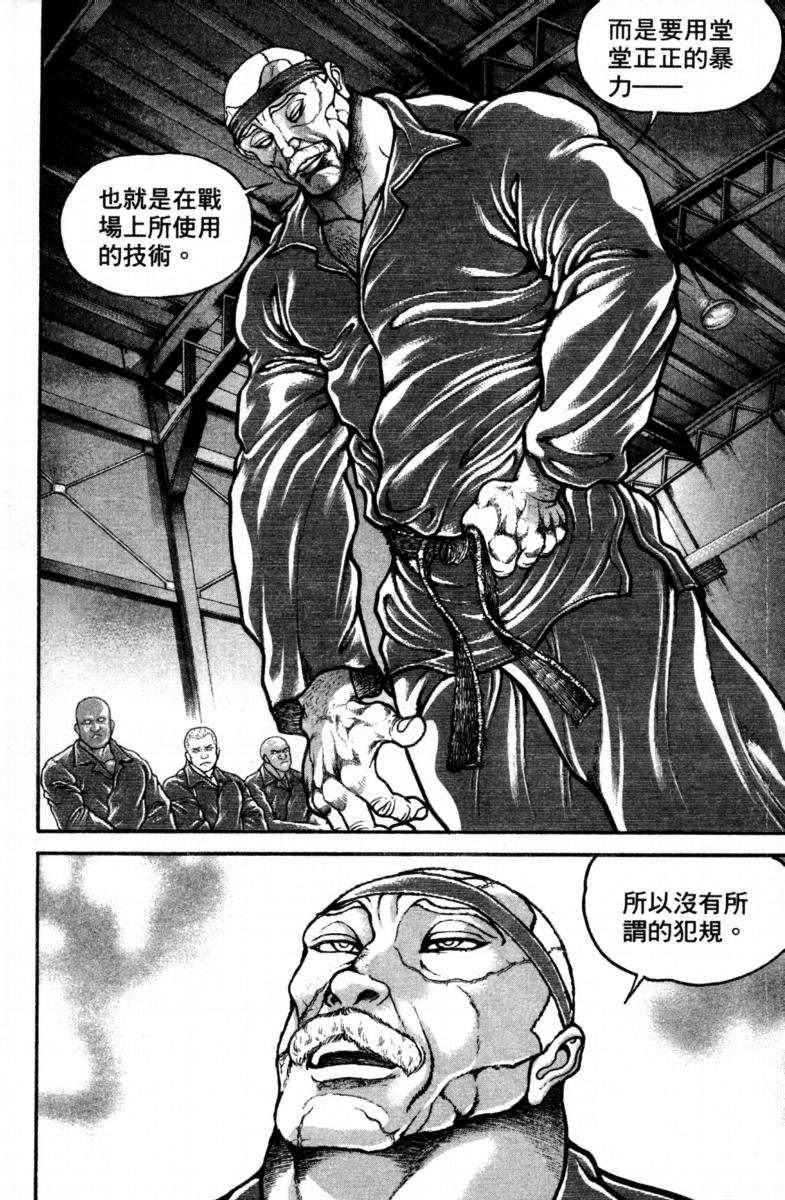 而是要用堂
堂正正的暴
力——
也就是在戰
場上所使用
的技術。
所以沒有所
謂的犯規。